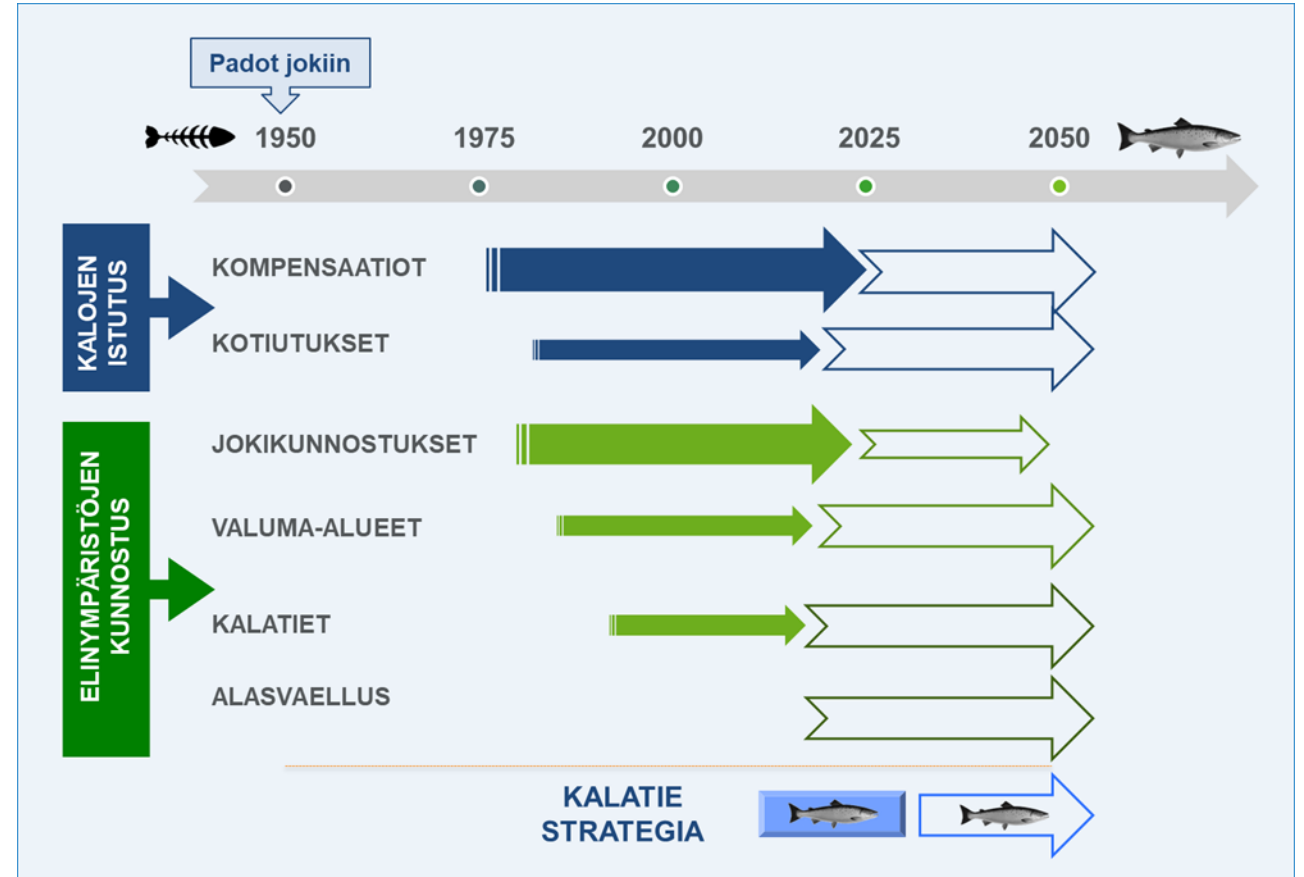 Padot jokiin
1950
1975
2000
2025
2050
KALOJEN
ISTUTUS
KOMPENSAATIOT
KOTIUTUKSET
ELINYMPÄRISTÖJEN
KUNNOSTUS
JOKIKUNNOSTUKSET
VALUMA-ALUEET
KALATIET
ALASVAELLUS
KALATIE
STRATEGIA